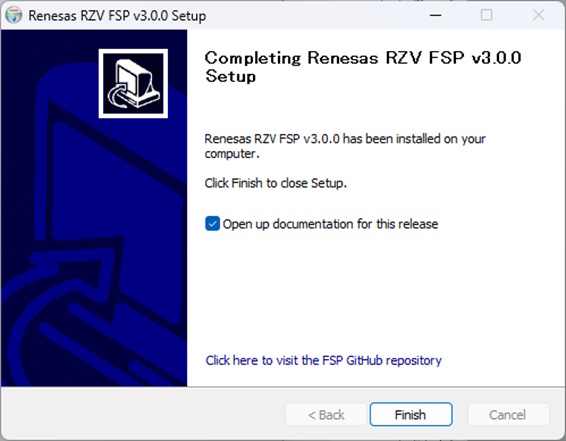 Renesas RZV FSP v3.0.0 Setup
Completing Renesas RZV FSP v3.0.0
Setup
Renesas RZV FSP v3.0.0 has been installed on your
computer.
Click Finish to close Setup.
Open up documentation for this release
Click here to visit the FSP GitHub repository
< Back
Finish
Cancel